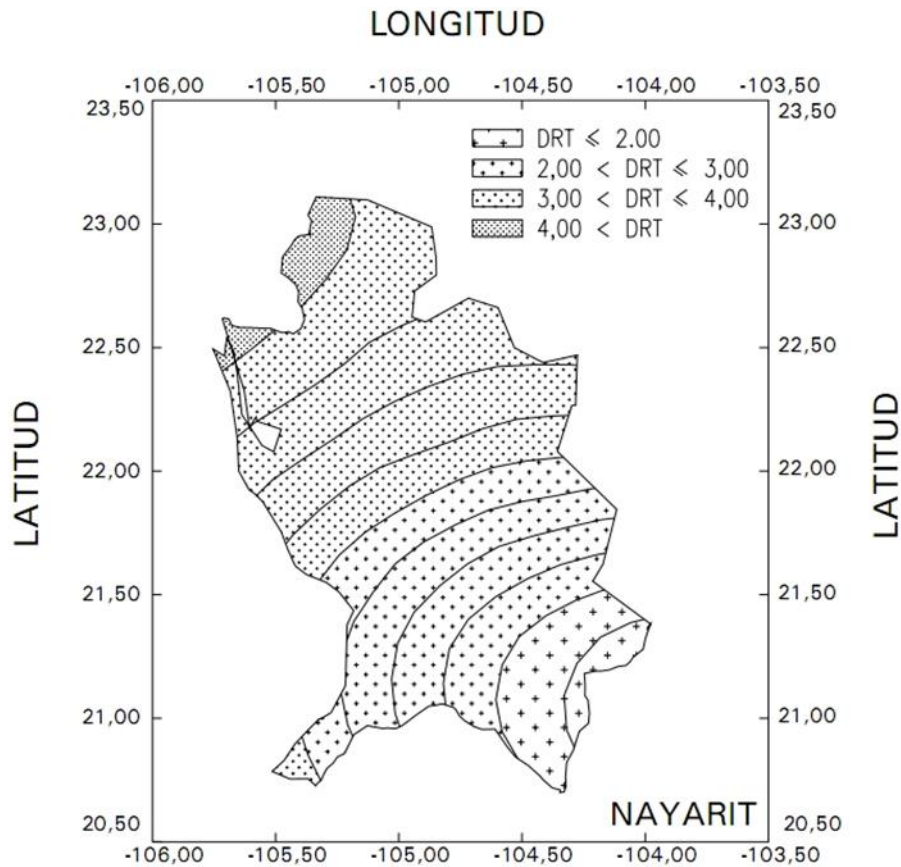 LONGITUD
-106,00 -105,50 -105,00 -104,50 -104,00 -103,50
23,50 23,50
DRT ≤ 2.00
2,00 < DRT ≤ 3,00
3,00 < DRT ≤ 4,00
4,00 < DRT
23,00 23,00
22,50 22,50
LATITUD LATITUD
22,00 22,00
21,50 21,50
21,00 21,00
NAYARIT
20,50 20,50
-106,00 -105,50 -105,00 -104,50 -104,00 -103,50